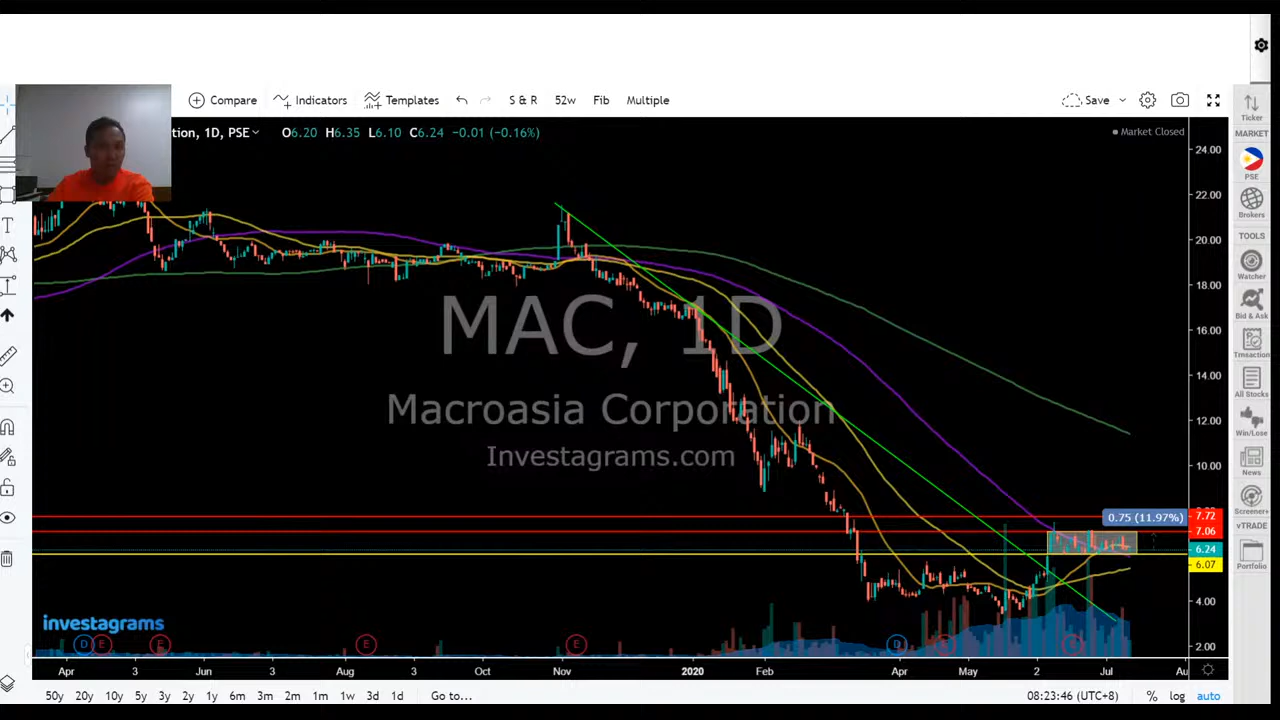 Compare Indicators Templates S & R 52w Fib Multiple Save
tion, 1D, PSE O6.20 H6.35 L6.10 C6.24 −0.01 (−0.16%) Market Closed
MAC, 1D
Macroasia Corporation
Investagrams.com
24.00
22.00
20.00
18.00
16.00
14.00
12.00
10.00
0.75 (11.97%)
7.72
7.06
6.24
6.07
4.00
2.00
investagrams
D E E E E D
Apr 3 Jun 3 Aug 3 Oct Nov 2020 Feb Apr May 2 Jul Au
50y 20y 10y 5y 3y 2y 1y 6m 3m 2m 1m 1w 3d 1d Go to... 08:23:46 (UTC+8) % log auto
Ticker
MARKET
PSE
Brokers
TOOLS
Watcher
Bid & Ask
Trnsaction
All Stocks
Win/Lose
News
Screener+
vTRADE
Portfolio